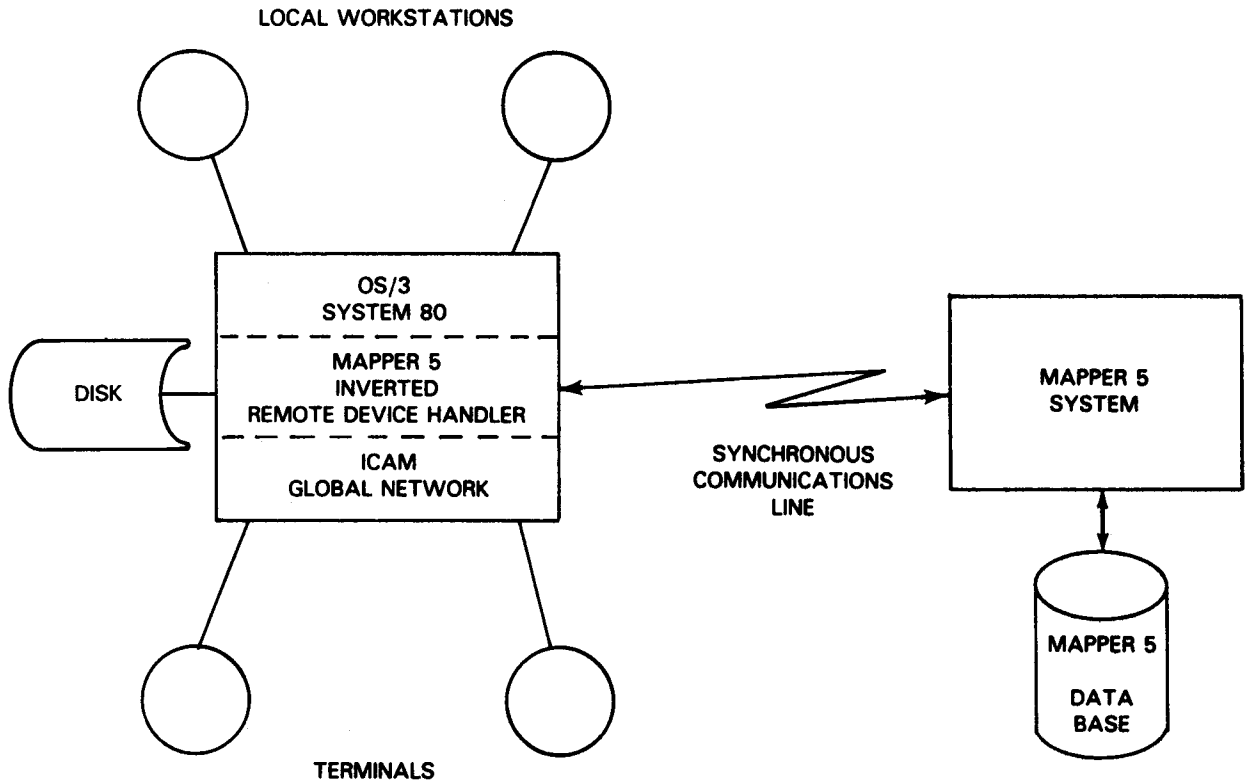 LOCAL WORKSTATIONS
OS/3
SYSTEM 80
MAPPER 5
INVERTED
REMOTE DEVICE HANDLER
ICAM
GLOBAL NETWORK
DISK
SYNCHRONOUS
COMMUNICATIONS
LINE
MAPPER 5
SYSTEM
MAPPER 5
DATA
BASE
TERMINALS